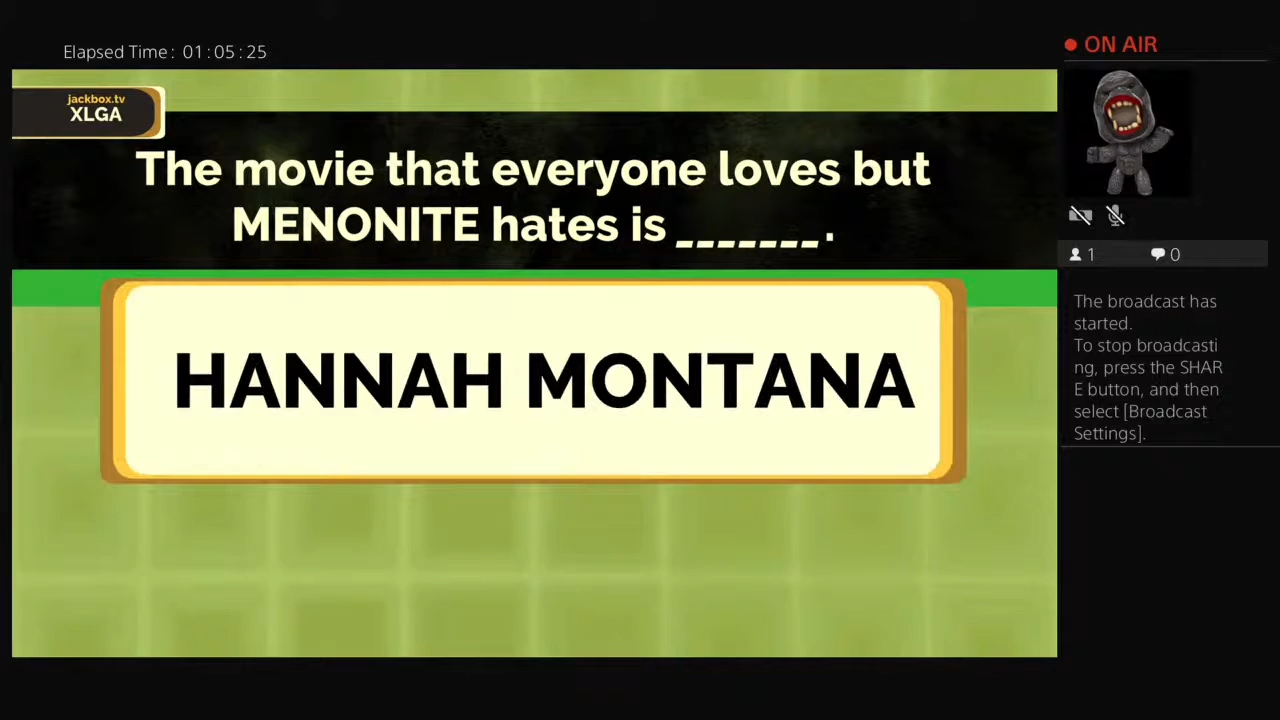 Elapsed Time: 01:05:25
ON AIR
jackbox.tv
XLGA
The movie that everyone loves but
MENONITE hates is _______.
HANNAH MONTANA
1 0
The broadcast has
started.
To stop broadcasti
ng, press the SHAR
E button, and then
select [Broadcast
Settings].